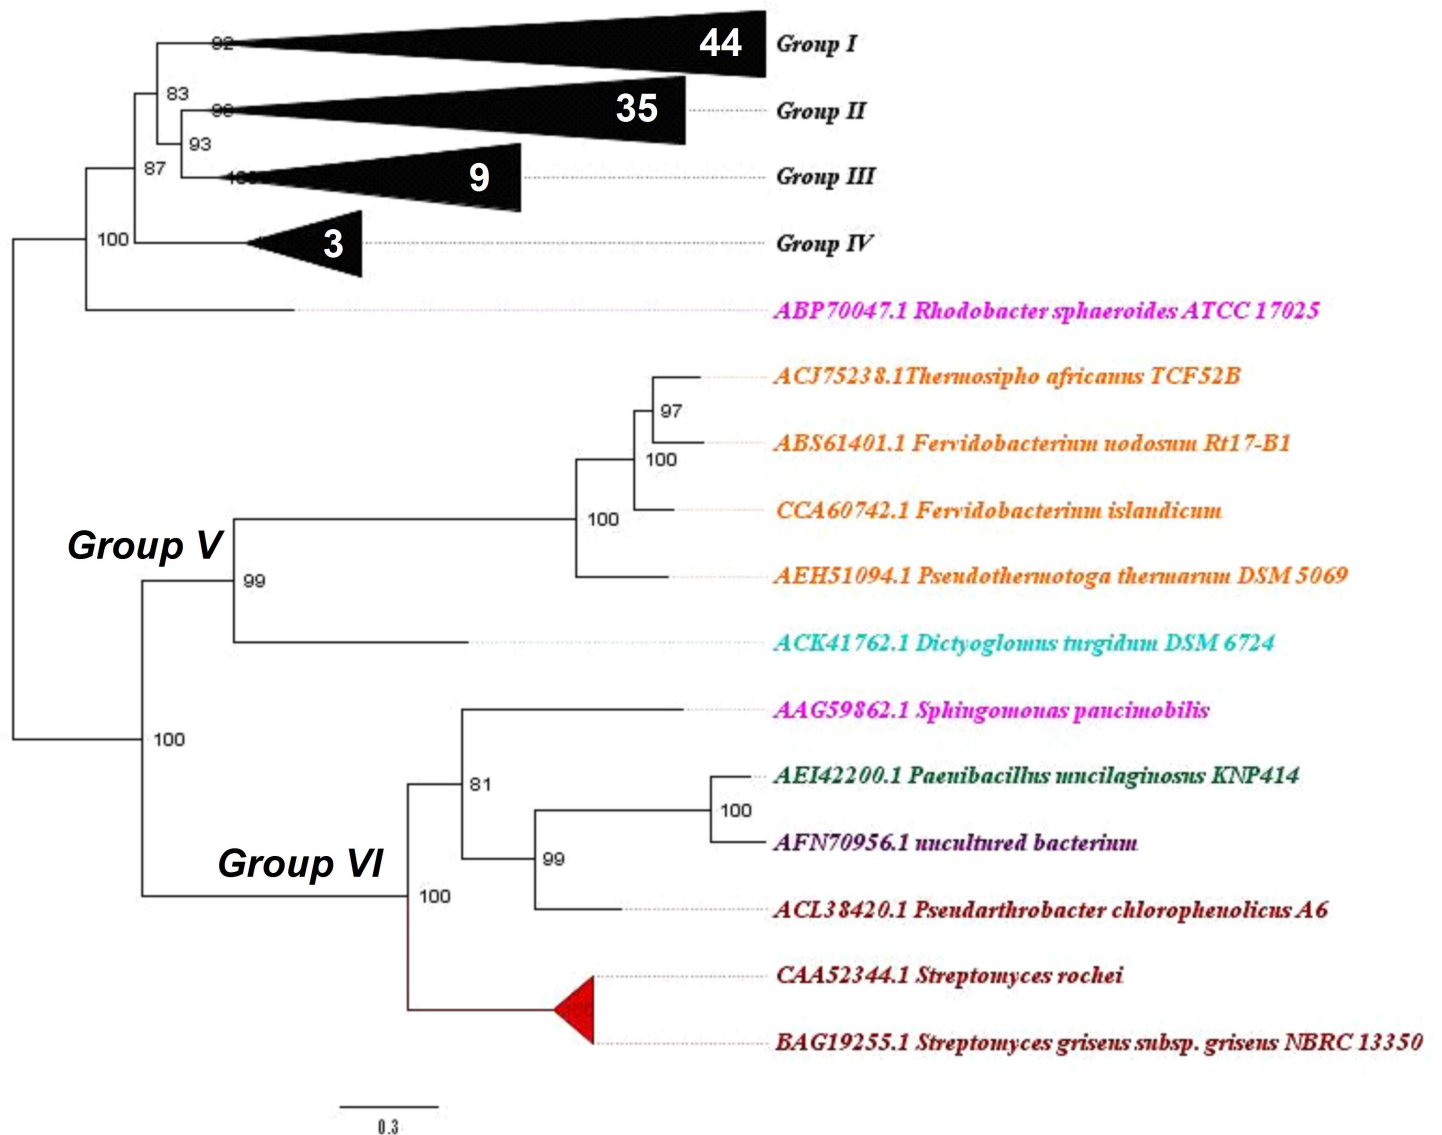 92
44
Group I
83
98
35
Group II
93
87
9
Group III
100
3
Group IV
ABP70047.1 Rhodobacter sphaeroides ATCC 17025
ACJ75238.1Thermosipho africanus TCF52B
97
ABS61401.1 Fervidobacterium nodosum Rt17-B1
100
CCA60742.1 Fervidobacterium islandicum
100
Group V
AEH51094.1 Pseudothermotoga thermarum DSM 5069
99
ACK41762.1 Dictyoglomus turgidum DSM 6724
AAG59862.1 Sphingomonas paucimobilis
100
AEI42200.1 Paenibacillus mucilaginosus KNP414
81
100
AFN70956.1 uncultured bacterium
Group VI
99
100
ACL38420.1 Pseudarthrobacter chlorophenolicus A6
CAA52344.1 Streptomyces rochei
BAG19255.1 Streptomyces griseus subsp. griseus NBRC 13350
0.3